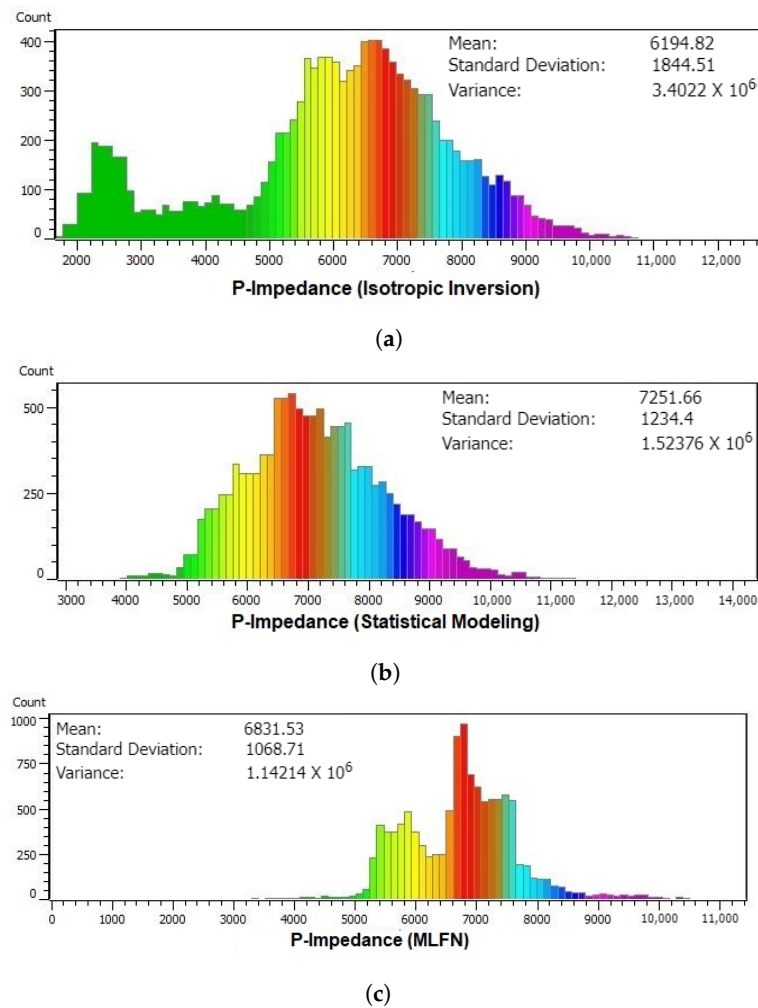 Count
400
300
200
100
0
Mean: 6194.82
Standard Deviation: 1844.51
Variance: 3.4022 X 10⁶
2000 3000 4000 5000 6000 7000 8000 9000 10,000 11,000 12,000
P-Impedance (Isotropic Inversion)
(a)
Count
500
250
0
Mean: 7251.66
Standard Deviation: 1234.4
Variance: 1.52376 X 10⁶
3000 4000 5000 6000 7000 8000 9000 10,000 11,000 12,000 13,000 14,000
P-Impedance (Statistical Modeling)
(b)
Count
1000
750
500
250
0
Mean: 6831.53
Standard Deviation: 1068.71
Variance: 1.14214 X 10⁶
0 1000 2000 3000 4000 5000 6000 7000 8000 9000 10,000 11,000
P-Impedance (MLFN)
(c)